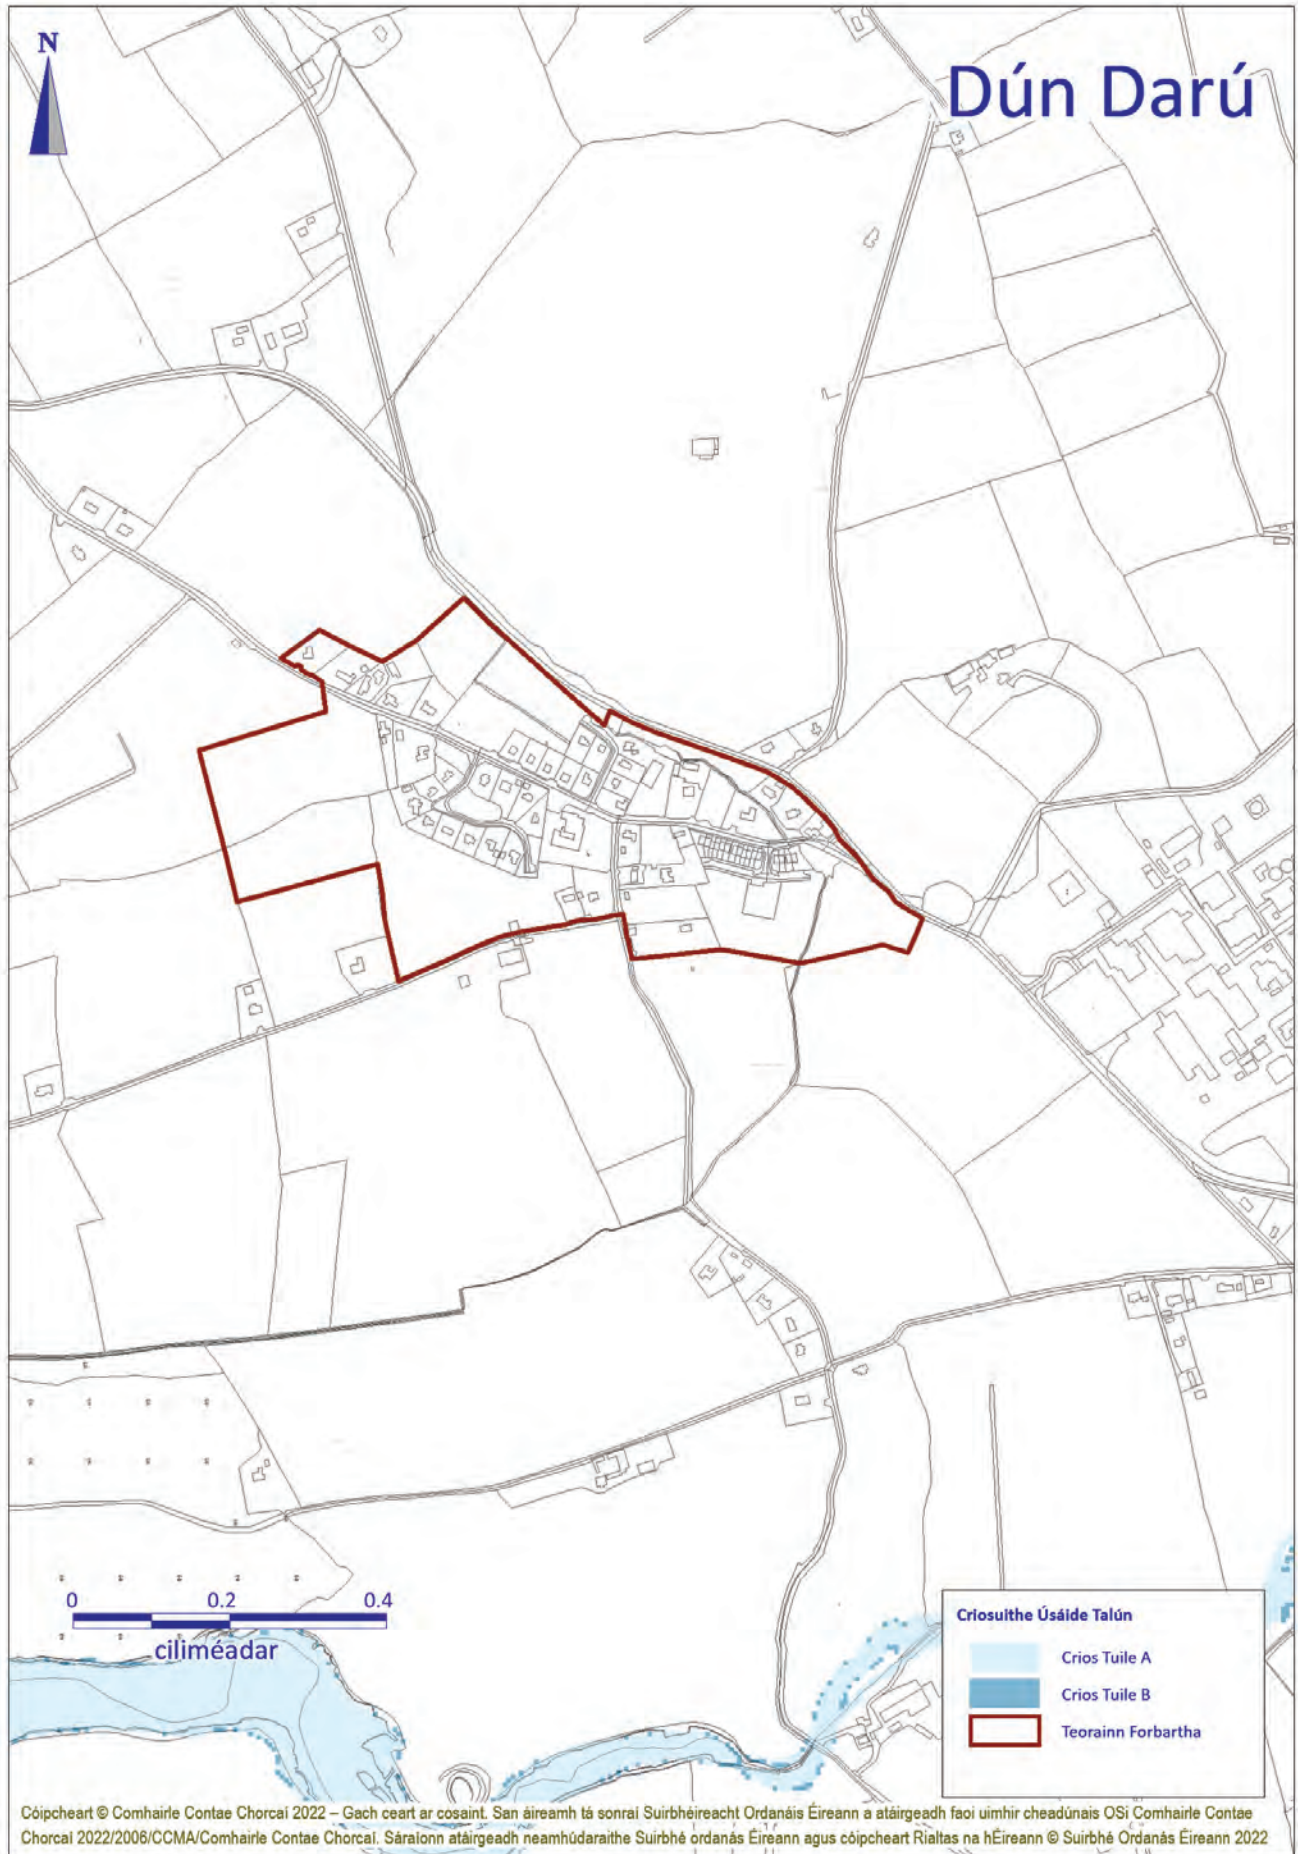 N
Dún Darú
0 0.2 0.4
ciliméadar
Criosuithe Úsáide Talún
Crios Tuile A
Crios Tuile B
Teorainn Forbartha
Cóipcheart © Comhairle Contae Chorcaí 2022 – Gach ceart ar cosaint. San áireamh tá sonraí Suirbhéireacht Ordanáis Éireann a atáirgeadh faoi uimhir cheadúnais OSi Comhairle Contae
Chorcaí 2022/2006/CCMA/Comhairle Contae Chorcaí. Sáraíonn atáirgeadh neamhúdaraithe Suirbhé ordanás Éireann agus cóipcheart Rialtas na hÉireann © Suirbhé Ordanás Éireann 2022